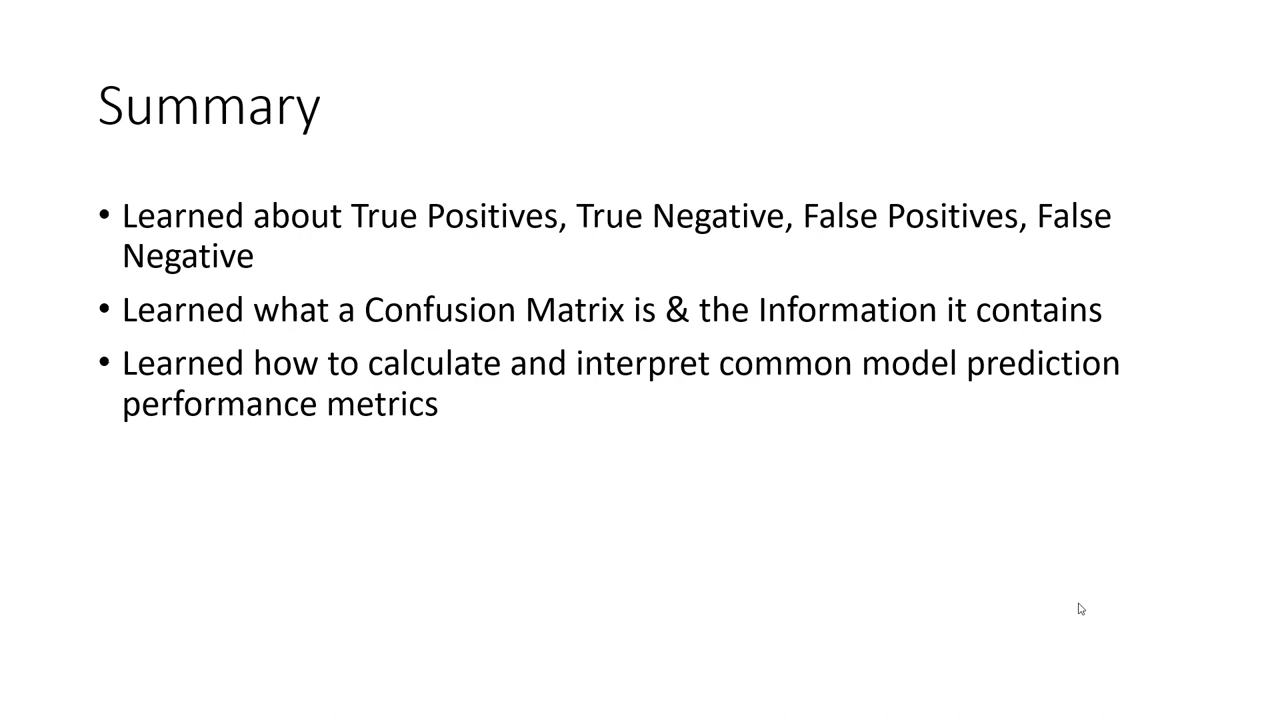 Summary
• Learned about True Positives, True Negative, False Positives, False
Negative
• Learned what a Confusion Matrix is & the Information it contains
• Learned how to calculate and interpret common model prediction
performance metrics